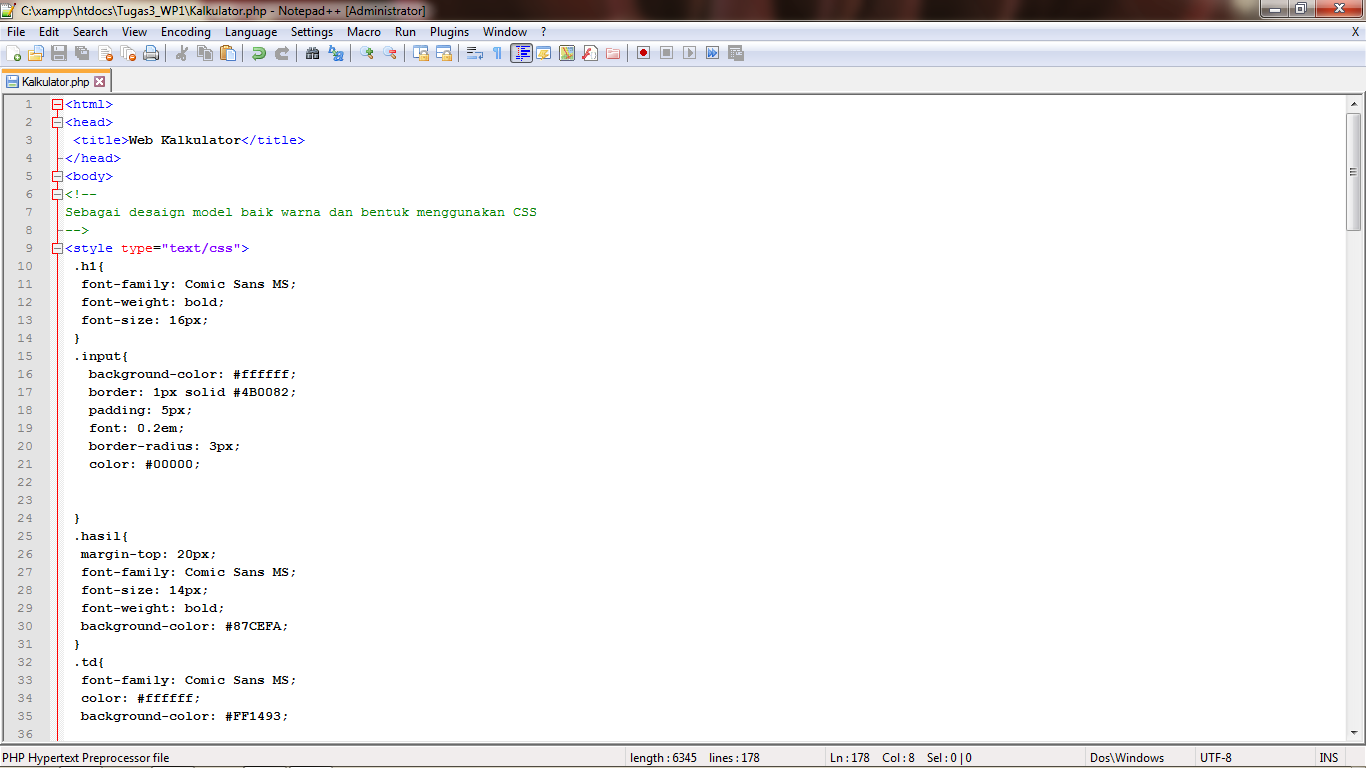 C:\xampp\htdocs\Tugas3_WP1\Kalkulator.php - Notepad++ [Administrator]
File Edit Search View Encoding Language Settings Macro Run Plugins Window ? X
Kalkulator.php
1 <html>
2 <head>
3 <title>Web Kalkulator</title>
4 </head>
5 <body>
6 <!--
7 Sebagai desaign model baik warna dan bentuk menggunakan CSS
8 -->
9 <style type="text/css">
10 .h1{
11 font-family: Comic Sans MS;
12 font-weight: bold;
13 font-size: 16px;
14 }
15 .input{
16 background-color: #ffffff;
17 border: 1px solid #4B0082;
18 padding: 5px;
19 font: 0.2em;
20 border-radius: 3px;
21 color: #00000;
22
23
24 }
25 .hasil{
26 margin-top: 20px;
27 font-family: Comic Sans MS;
28 font-size: 14px;
29 font-weight: bold;
30 background-color: #87CEFA;
31 }
32 .td{
33 font-family: Comic Sans MS;
34 color: #ffffff;
35 background-color: #FF1493;
36
PHP Hypertext Preprocessor file length : 6345 lines : 178 Ln : 178 Col : 8 Sel : 0 | 0 Dos\Windows UTF-8 INS